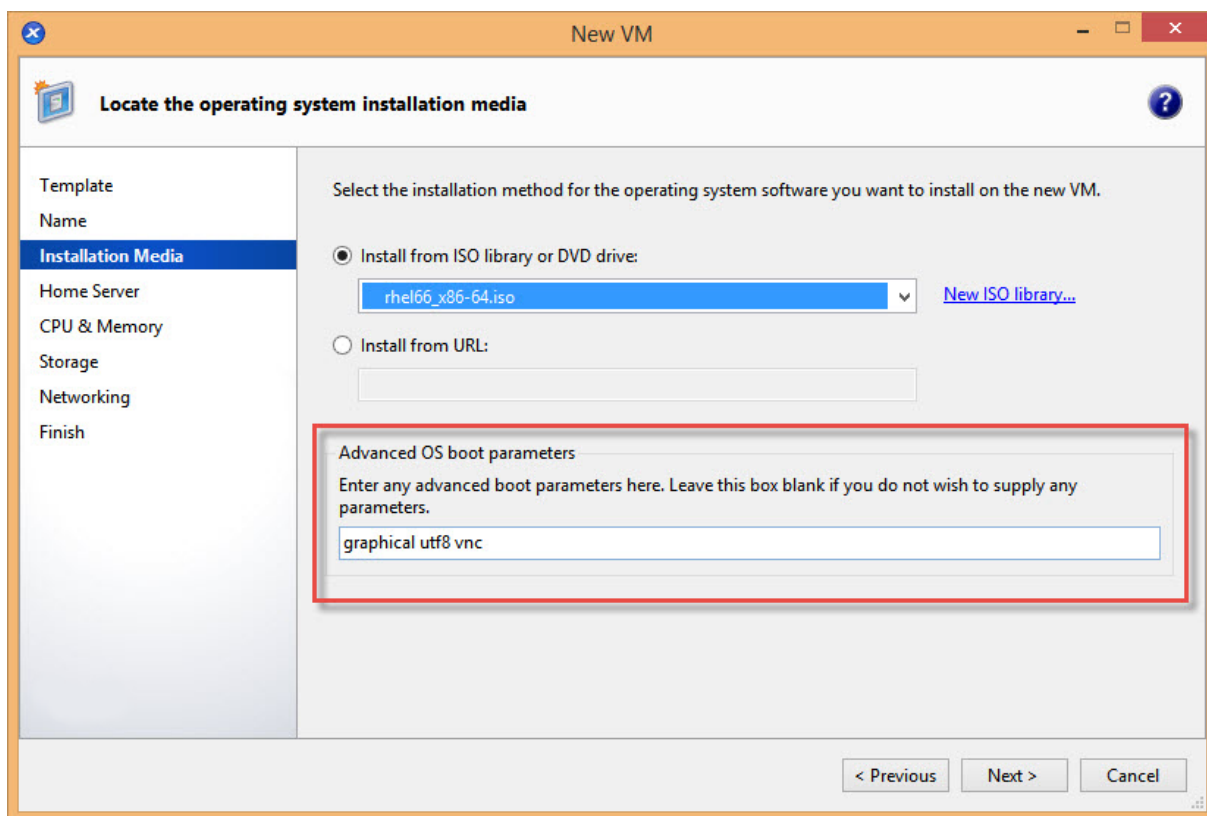 New VM
Locate the operating system installation media
?
Template
Name
Installation Media
Home Server
CPU & Memory
Storage
Networking
Finish
Select the installation method for the operating system software you want to install on the new VM.
Install from ISO library or DVD drive:
rhel66_x86-64.iso
New ISO library...
Install from URL:
Advanced OS boot parameters
Enter any advanced boot parameters here. Leave this box blank if you do not wish to supply any
parameters.
graphical utf8 vnc
< Previous
Next >
Cancel